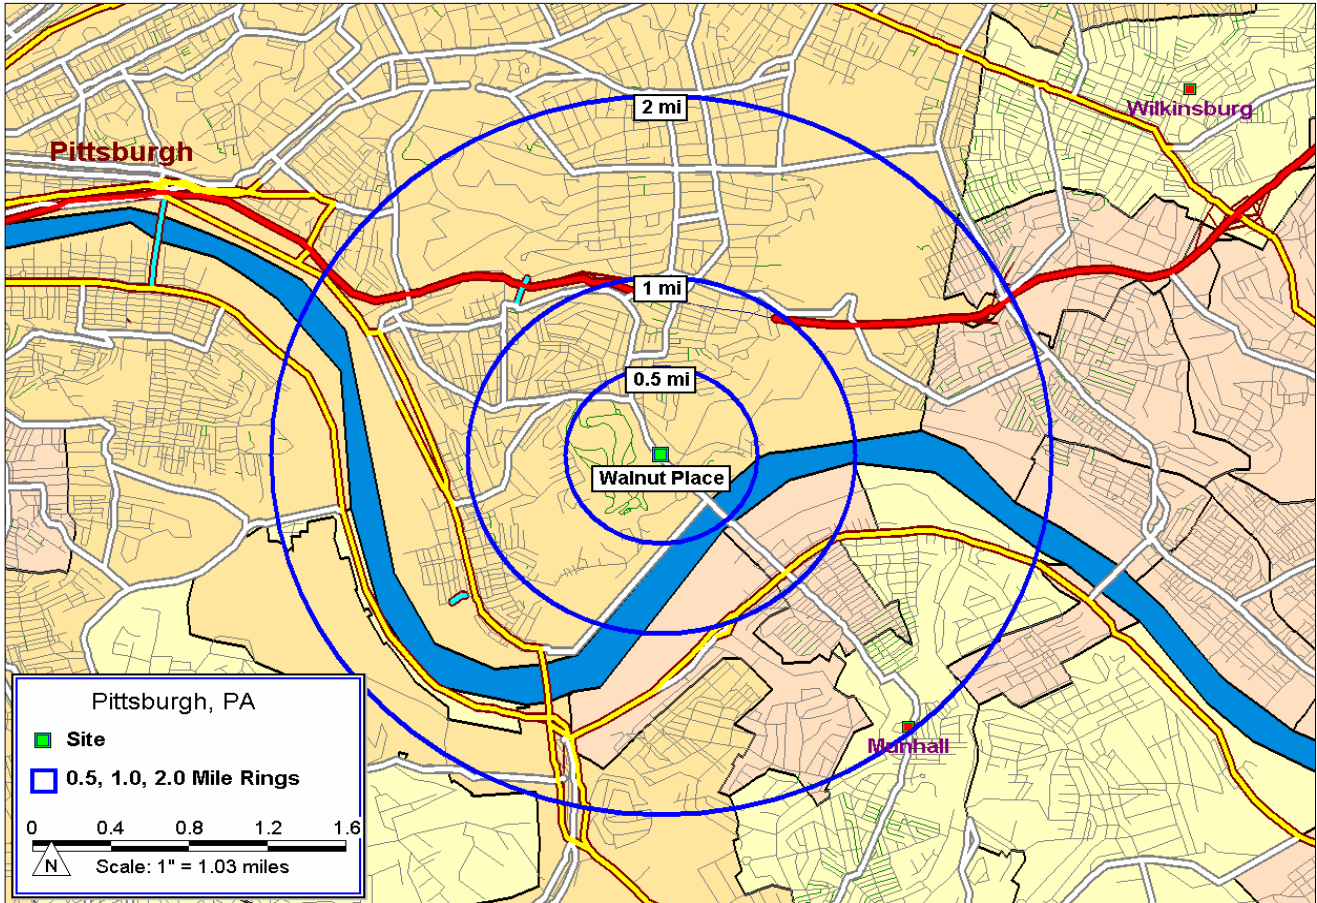 2 mi
Wilkinsburg
Pittsburgh
1 mi
0.5 mi
Walnut Place
Munhall
Pittsburgh, PA
Site
0.5, 1.0, 2.0 Mile Rings
0 0.4 0.8 1.2 1.6
N
Scale: 1" = 1.03 miles